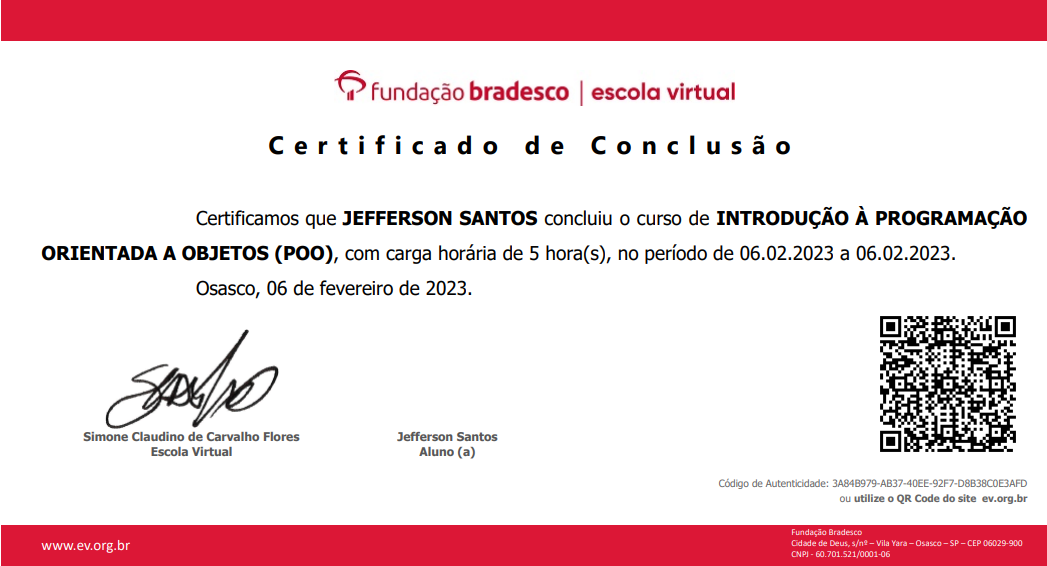 fundação bradesco | escola virtual
Certificado de Conclusão
Certificamos que JEFFERSON SANTOS concluiu o curso de INTRODUÇÃO À PROGRAMAÇÃO
ORIENTADA A OBJETOS (POO), com carga horária de 5 hora(s), no período de 06.02.2023 a 06.02.2023.
Osasco, 06 de fevereiro de 2023.
Simone Claudino de Carvalho Flores
Escola Virtual
Jefferson Santos
Aluno (a)
Código de Autenticidade: 3A84B979-AB37-40EE-92F7-D8B38C0E3AFD
ou utilize o QR Code do site ev.org.br
www.ev.org.br
Fundação Bradesco
Cidade de Deus, s/nº – Vila Yara – Osasco – SP – CEP 06029-900
CNPJ - 60.701.521/0001-06